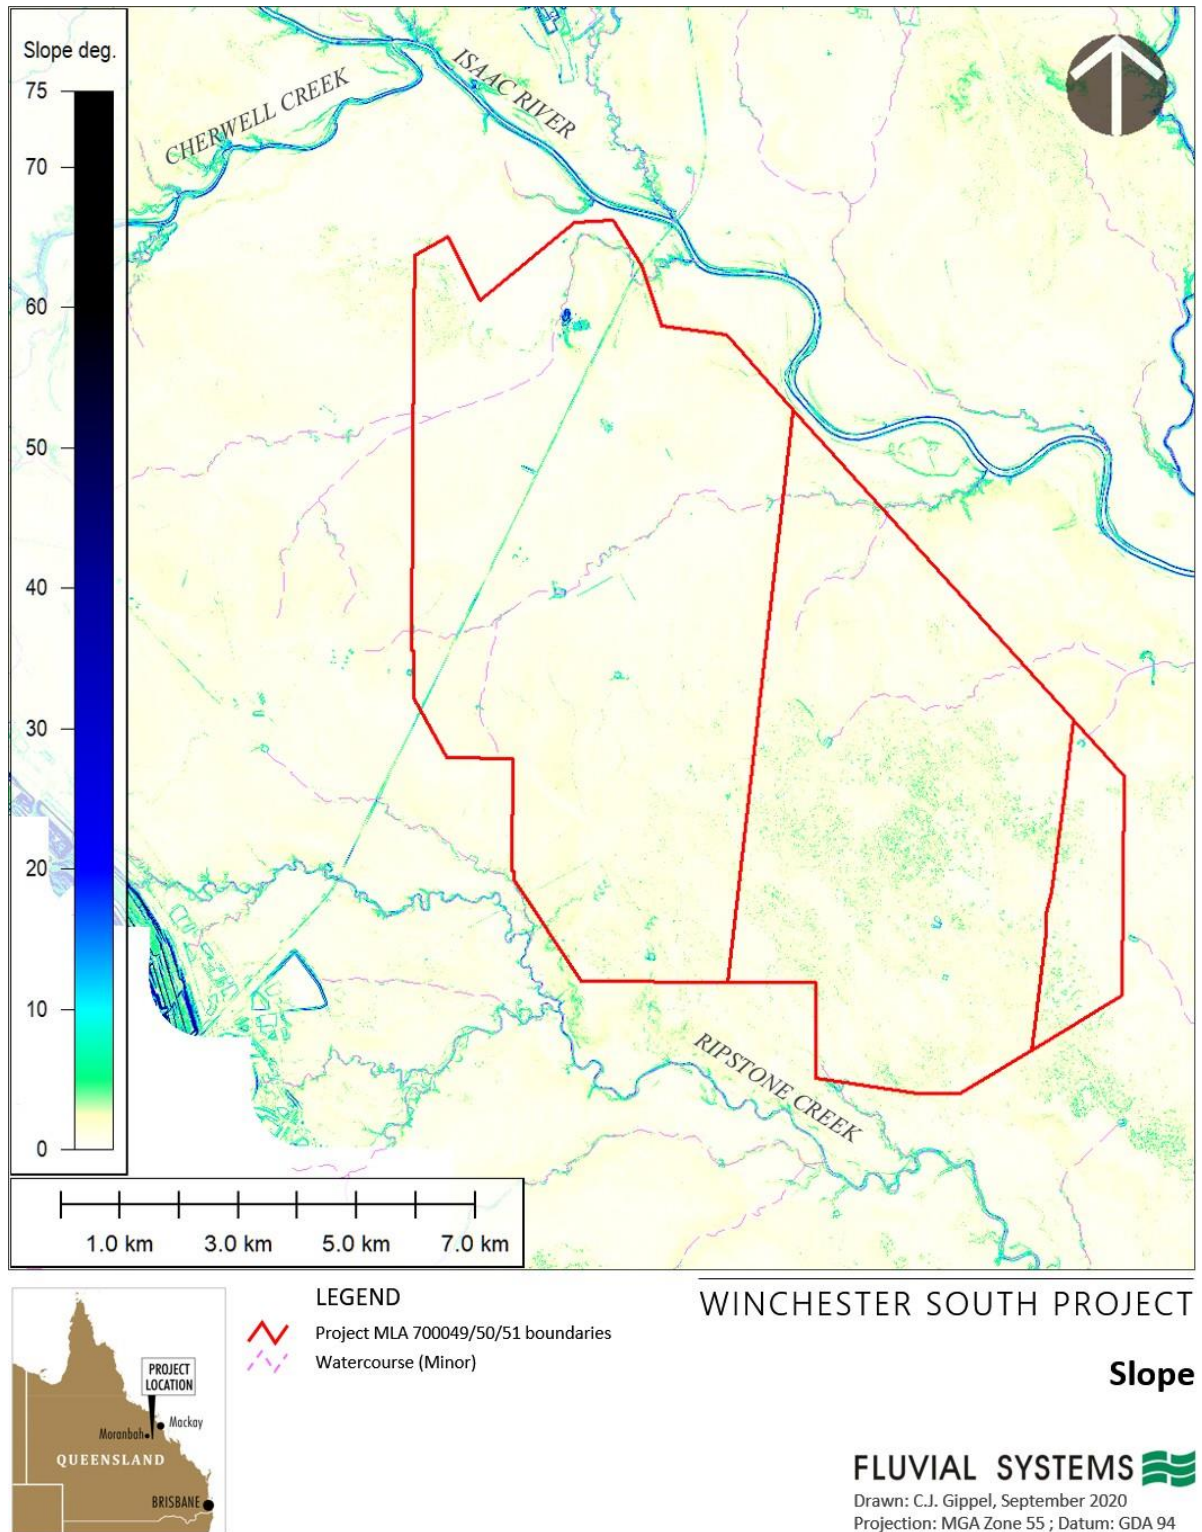 Slope deg.
75
70
60
50
40
30
20
10
0
CHERWELL CREEK
ISAAC RIVER
RIPSTONE CREEK
1.0 km 3.0 km 5.0 km 7.0 km
LEGEND
Project MLA 700049/50/51 boundaries
Watercourse (Minor)
PROJECT
LOCATION
Mackay
Moranbah
QUEENSLAND
BRISBANE
WINCHESTER SOUTH PROJECT
Slope
FLUVIAL SYSTEMS
Drawn: C.J. Gippel, September 2020
Projection: MGA Zone 55 ; Datum: GDA 94